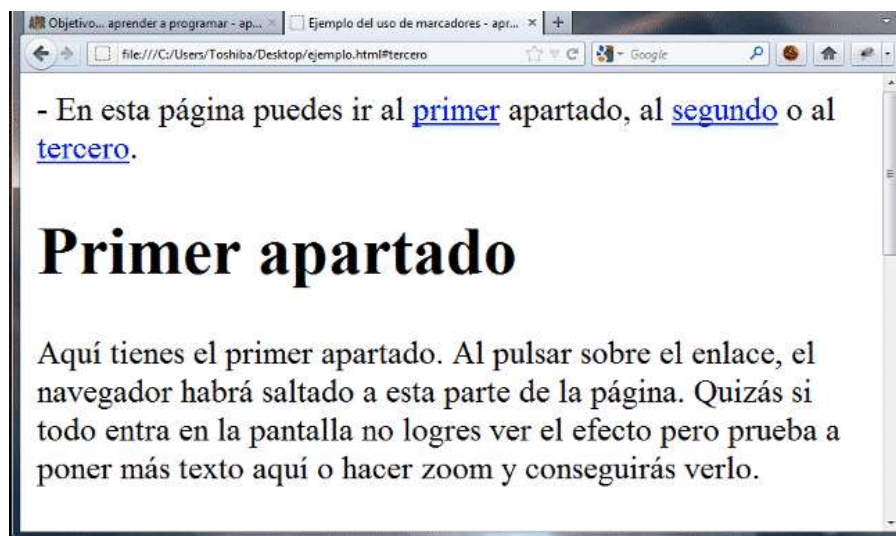 Objetivo... aprender a programar - ap...
Ejemplo del uso de marcadores - apr...
file:///C:/Users/Toshiba/Desktop/ejemplo.html#tercero
Google
- En esta página puedes ir al primer apartado, al segundo o al
tercero.
Primer apartado
Aquí tienes el primer apartado. Al pulsar sobre el enlace, el
navegador habrá saltado a esta parte de la página. Quizás si
todo entra en la pantalla no logres ver el efecto pero prueba a
poner más texto aquí o hacer zoom y conseguirás verlo.